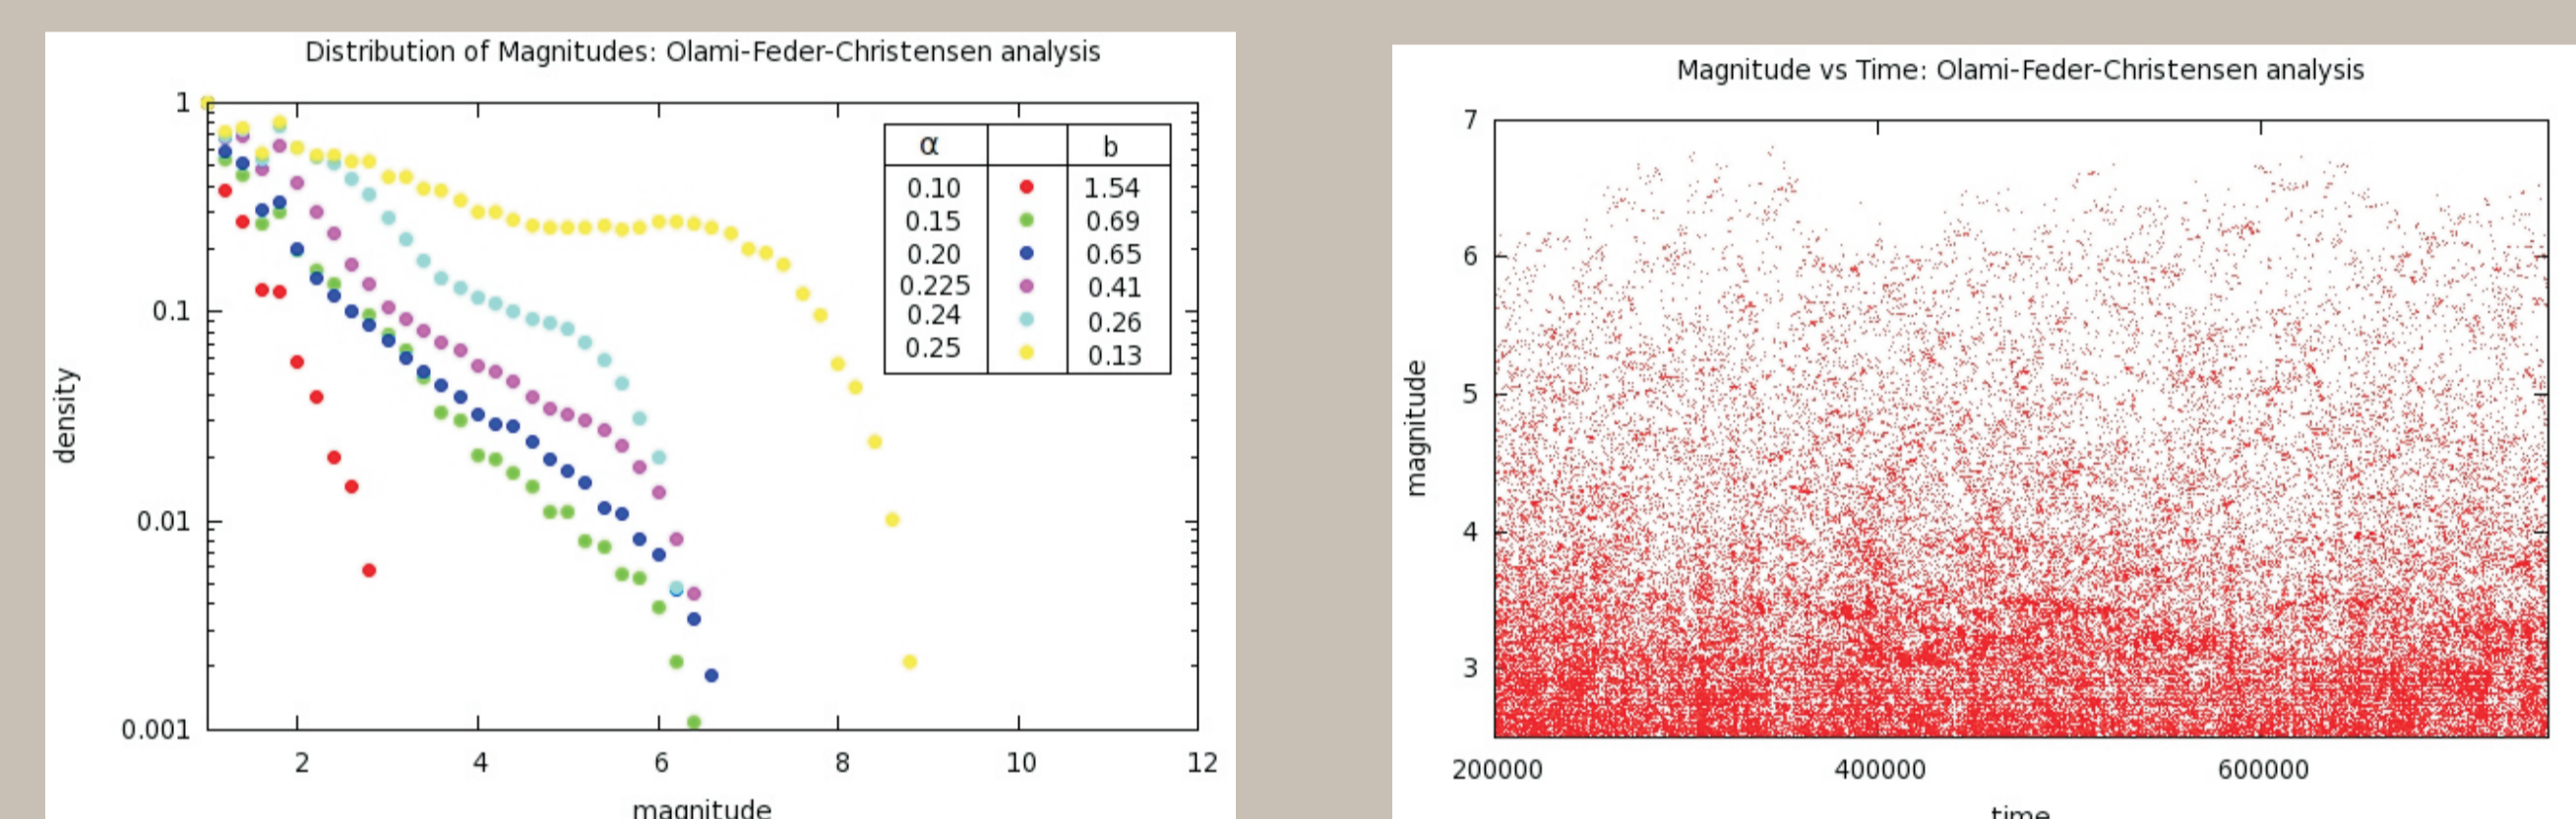 Distribution of Magnitudes: Olami-Feder-Christensen analysis
1
0.1
0.01
0.001
density
α b
0.10 1.54
0.15 0.69
0.20 0.65
0.225 0.41
0.24 0.26
0.25 0.13
2 4 6 8 10 12
magnitude
Magnitude vs Time: Olami-Feder-Christensen analysis
7
6
5
4
3
magnitude
200000 400000 600000
time